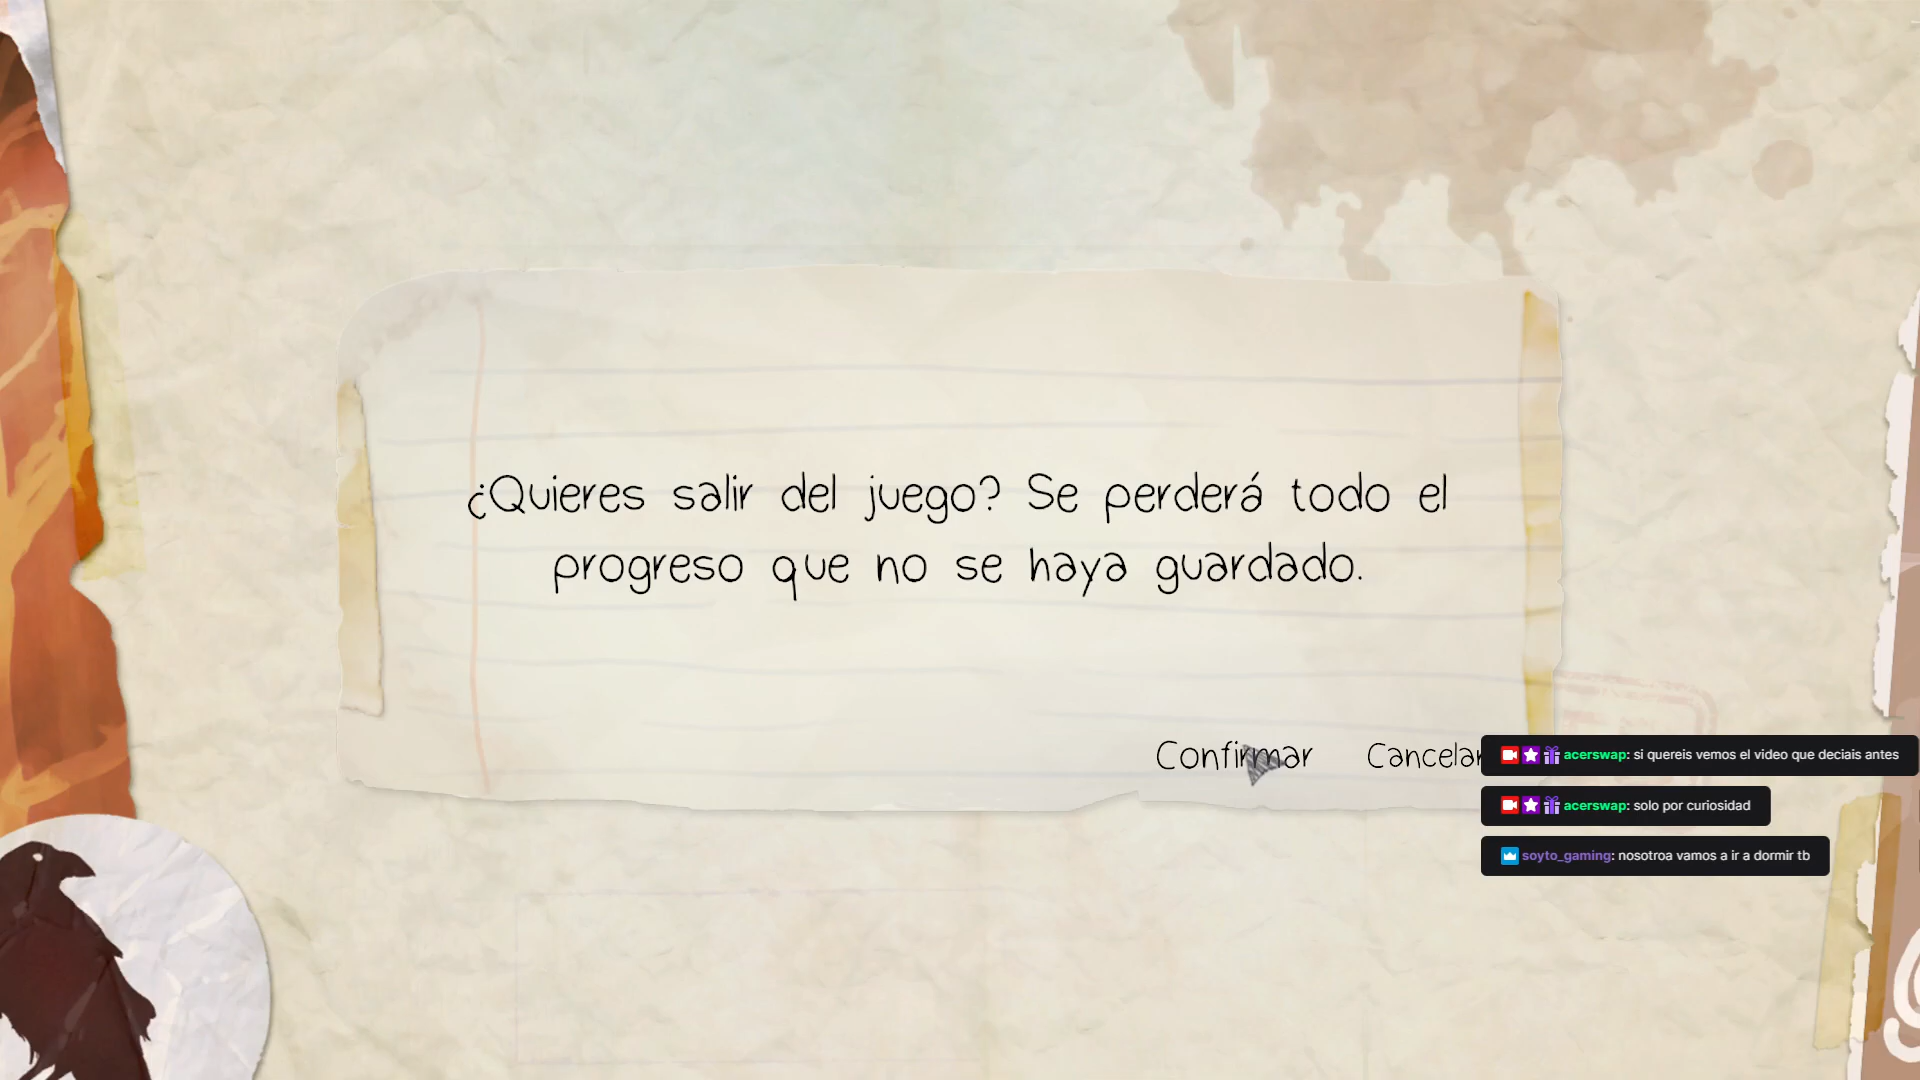 ¿Quieres salir del juego? Se perderá todo el
progreso que no se haya guardado.
Confirmar Cancelar
acerswap: si quereis vemos el video que deciais antes
acerswap: solo por curiosidad
soyto_gaming: nosotroa vamos a ir a dormir tb